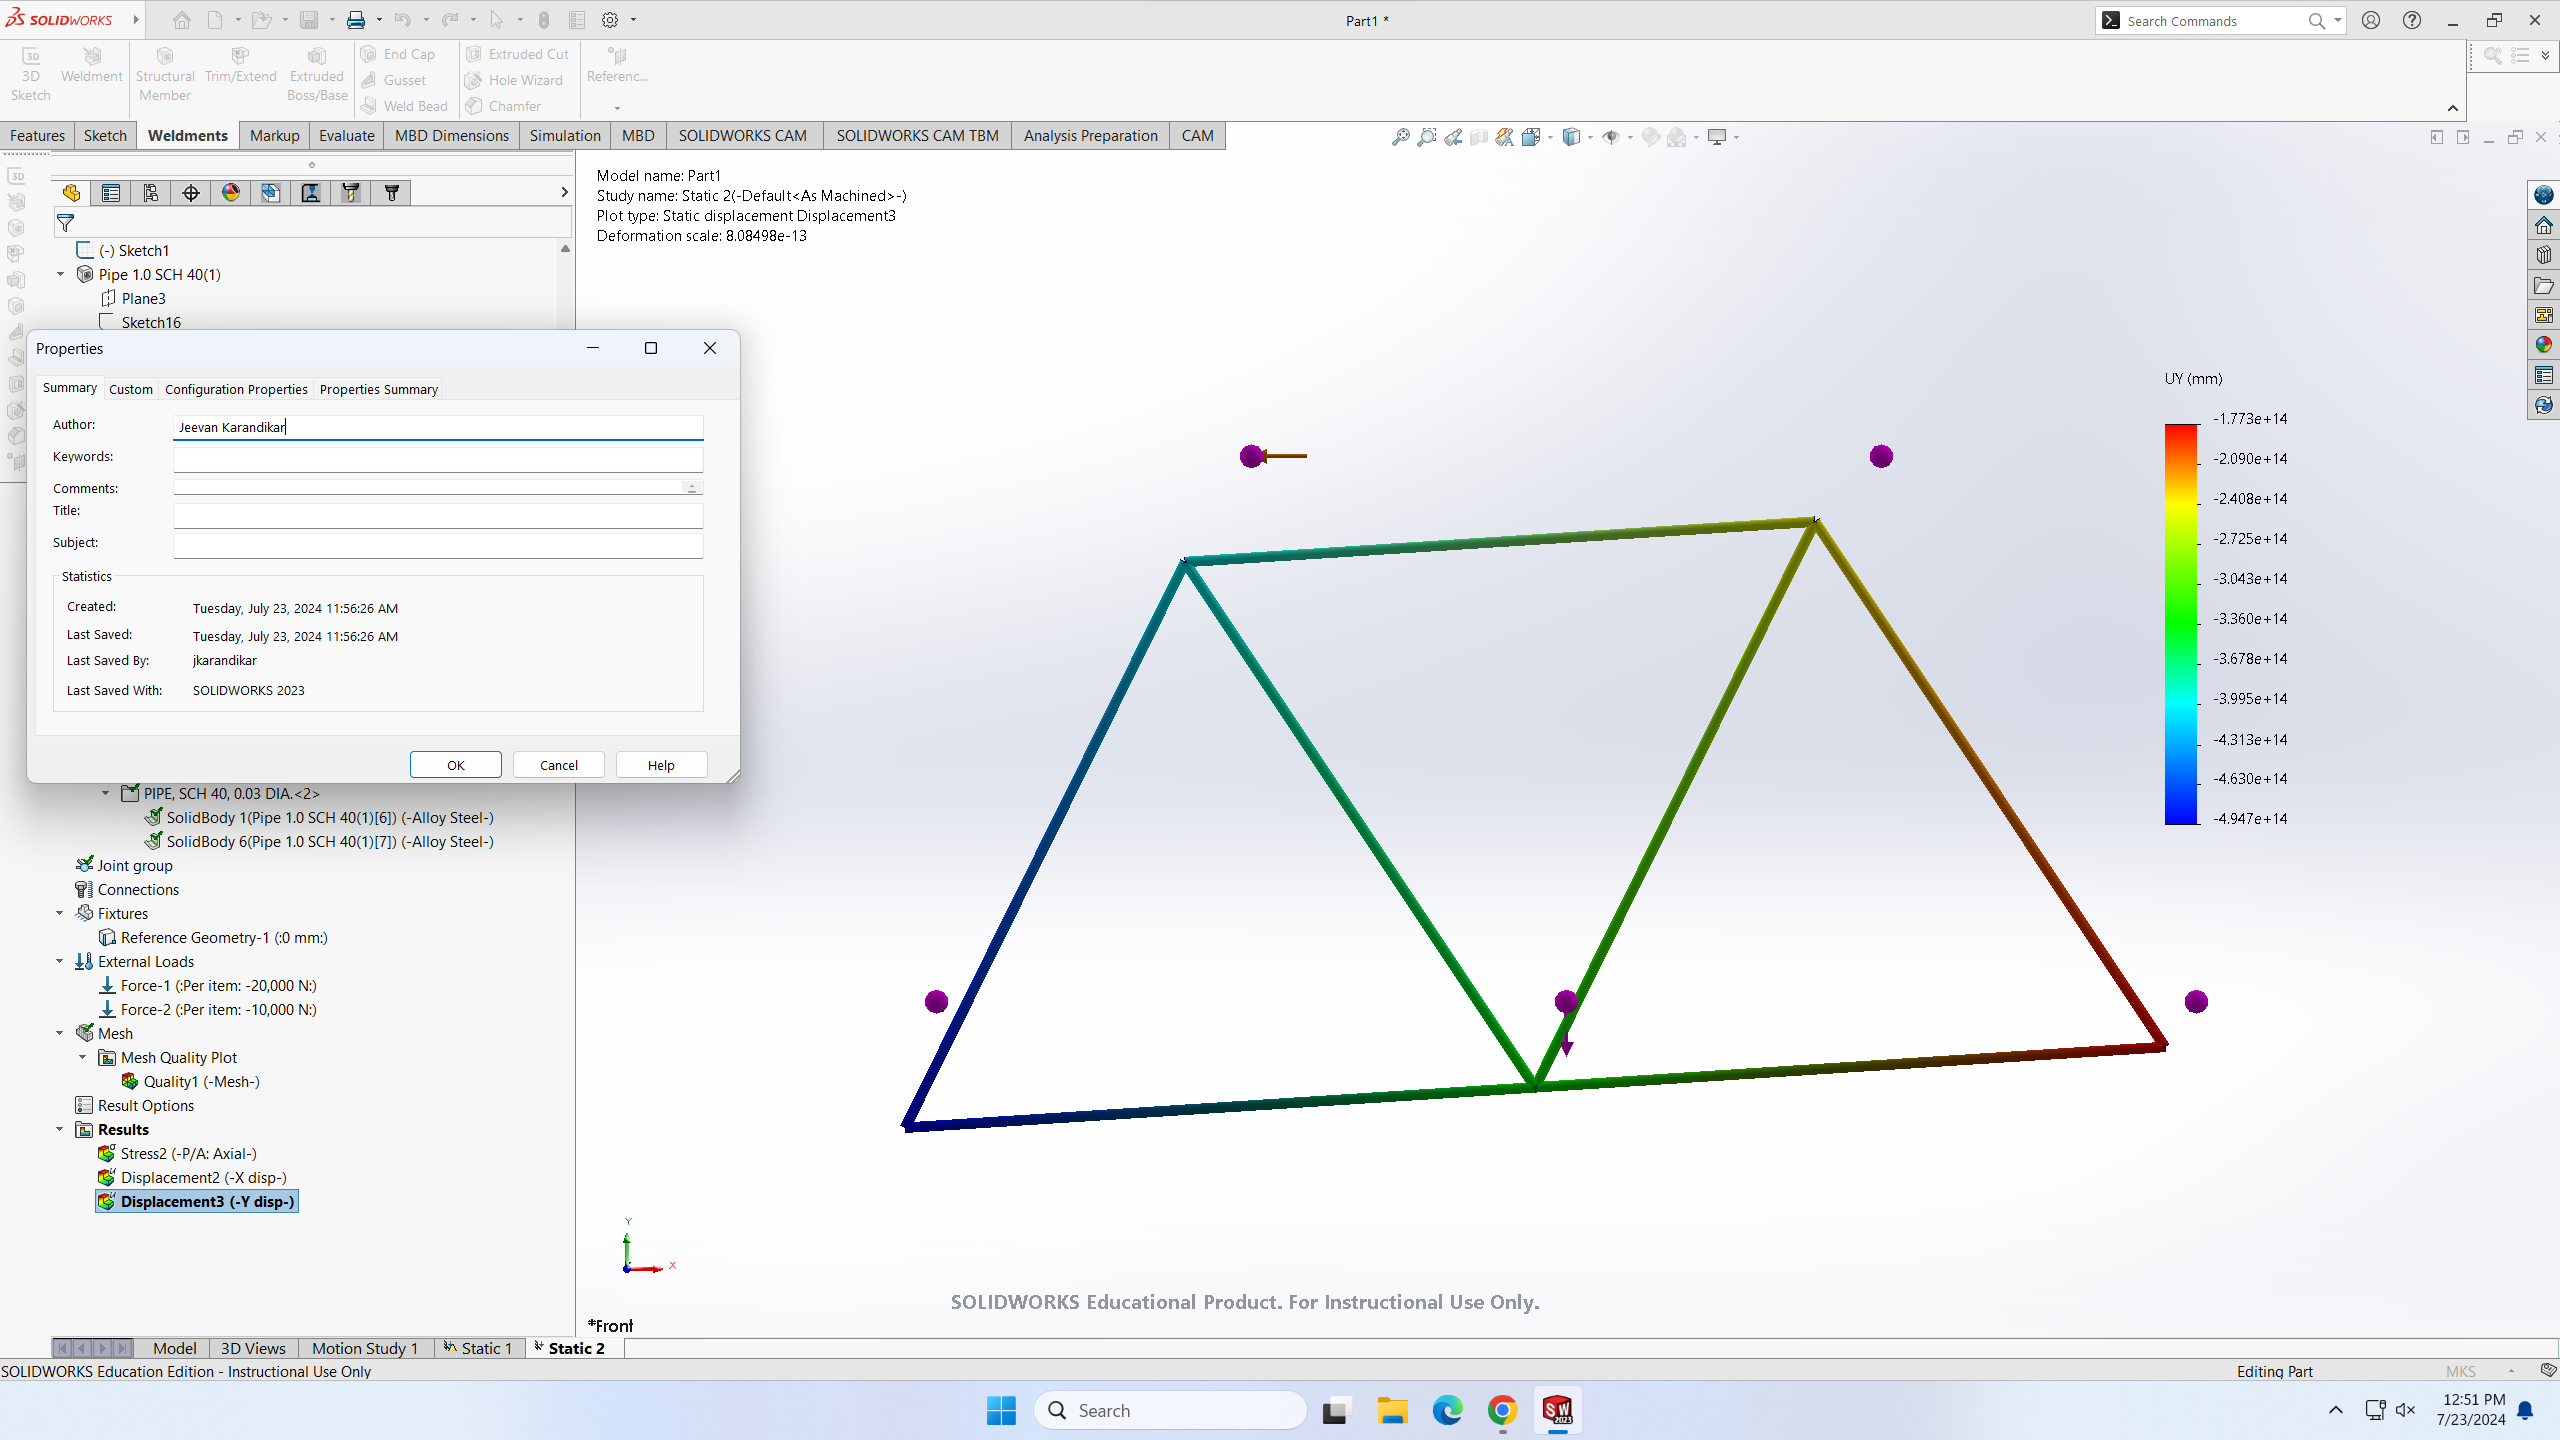 SOLIDWORKS
Part1 *
Search Commands
3D Sketch
Weldment
Structural Member
Trim/Extend
Extruded Boss/Base
End Cap
Gusset
Weld Bead
Extruded Cut
Hole Wizard
Chamfer
Referenc...
Features
Sketch
Weldments
Markup
Evaluate
MBD Dimensions
Simulation
MBD
SOLIDWORKS CAM
SOLIDWORKS CAM TBM
Analysis Preparation
CAM
(-) Sketch1
Pipe 1.0 SCH 40(1)
Plane3
Sketch16
Properties
Summary
Custom
Configuration Properties
Properties Summary
Author:
Jeevan Karandikar
Keywords:
Comments:
Title:
Subject:
Statistics
Created:
Tuesday, July 23, 2024 11:56:26 AM
Last Saved:
Tuesday, July 23, 2024 11:56:26 AM
Last Saved By:
jkarandikar
Last Saved With:
SOLIDWORKS 2023
OK
Cancel
Help
PIPE, SCH 40, 0.03 DIA.<2>
SolidBody 1(Pipe 1.0 SCH 40(1)[6]) (-Alloy Steel-)
SolidBody 6(Pipe 1.0 SCH 40(1)[7]) (-Alloy Steel-)
Joint group
Connections
Fixtures
Reference Geometry-1 (:0 mm:)
External Loads
Force-1 (:Per item: -20,000 N:)
Force-2 (:Per item: -10,000 N:)
Mesh
Mesh Quality Plot
Quality1 (-Mesh-)
Result Options
Results
Stress2 (-P/A: Axial-)
Displacement2 (-X disp-)
Displacement3 (-Y disp-)
Model name: Part1
Study name: Static 2(-Default<As Machined>-)
Plot type: Static displacement Displacement3
Deformation scale: 8.08498e-13
UY (mm)
-1.773e+14
-2.090e+14
-2.408e+14
-2.725e+14
-3.043e+14
-3.360e+14
-3.678e+14
-3.995e+14
-4.313e+14
-4.630e+14
-4.947e+14
Y
X
SOLIDWORKS Educational Product. For Instructional Use Only.
*Front
Model
3D Views
Motion Study 1
Static 1
Static 2
SOLIDWORKS Education Edition - Instructional Use Only
Editing Part
MKS
Search
SW
2023
12:51 PM
7/23/2024